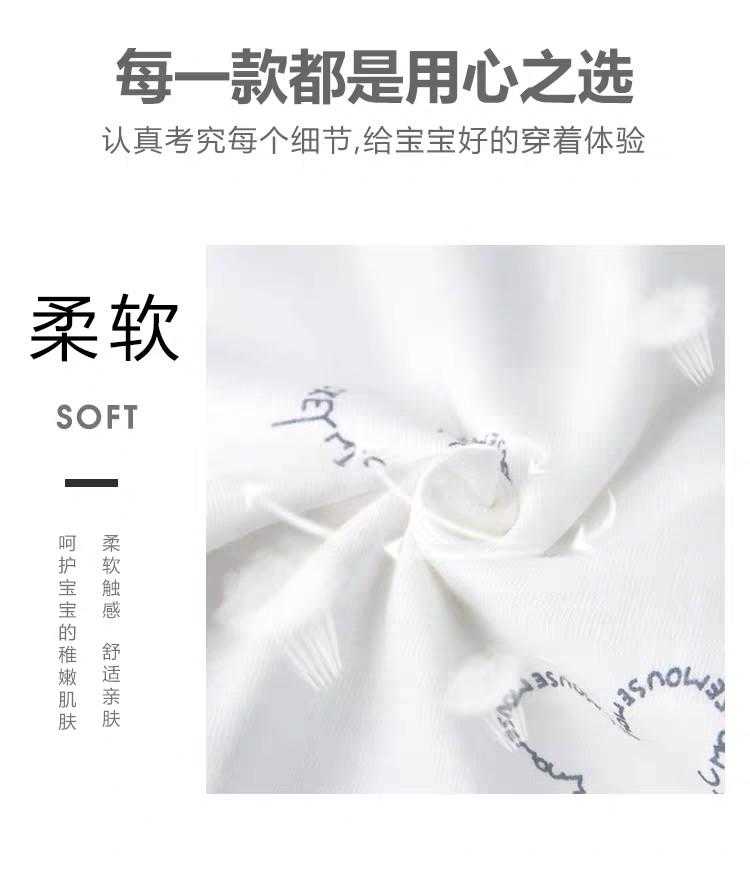 每一款都是用心之选
认真考究每个细节,给宝宝好的穿着体验
柔软
SOFT
柔软触感 舒适亲肤
呵护宝宝的稚嫩肌肤
MOUSEMOUSEMOUSE